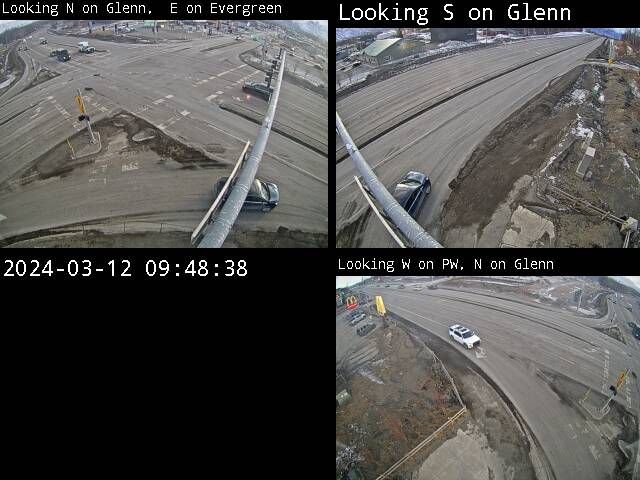 Looking N on Glenn,  E on Evergreen
Looking S on Glenn
2024-03-12 09:48:38
Looking W on PW, N on Glenn